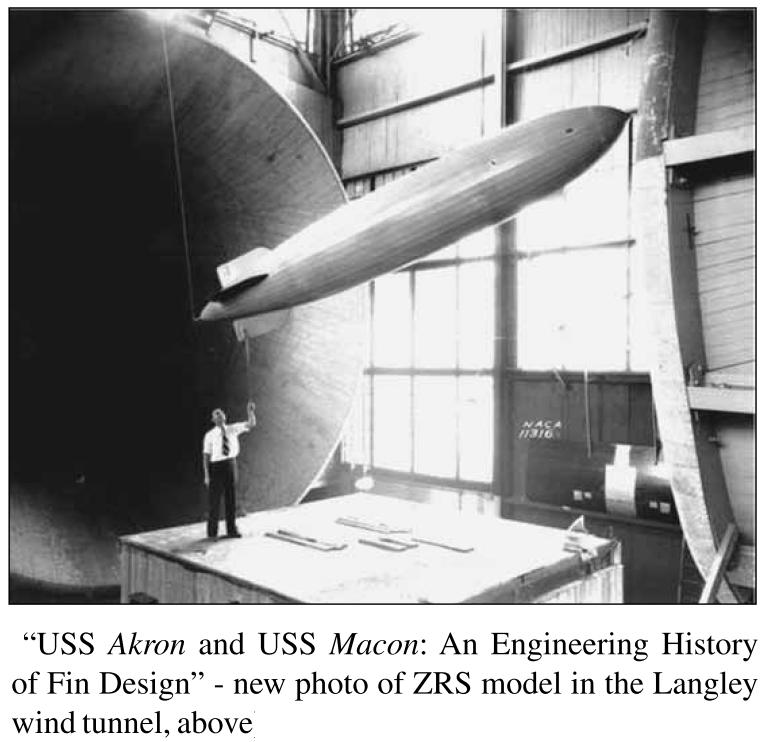 NACA
11316
“USS Akron and USS Macon: An Engineering History
of Fin Design” - new photo of ZRS model in the Langley
wind tunnel, above